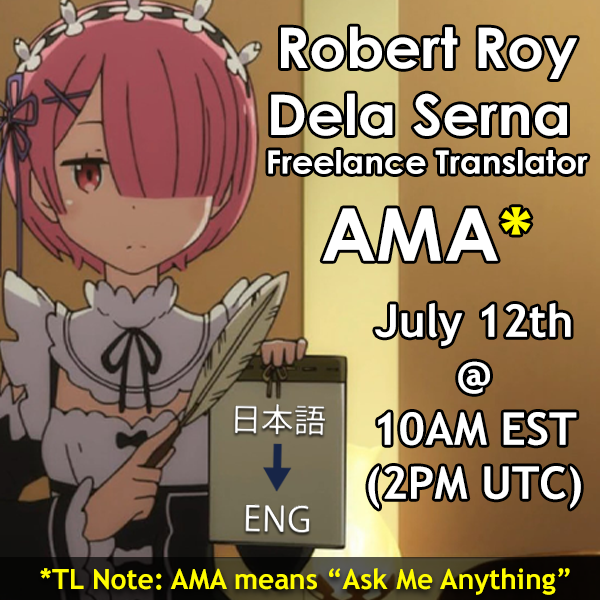 Robert Roy
Dela Serna
Freelance Translator
AMA*
July 12th
@
10AM EST
(2PM UTC)
日本語
ENG
*TL Note: AMA means “Ask Me Anything”